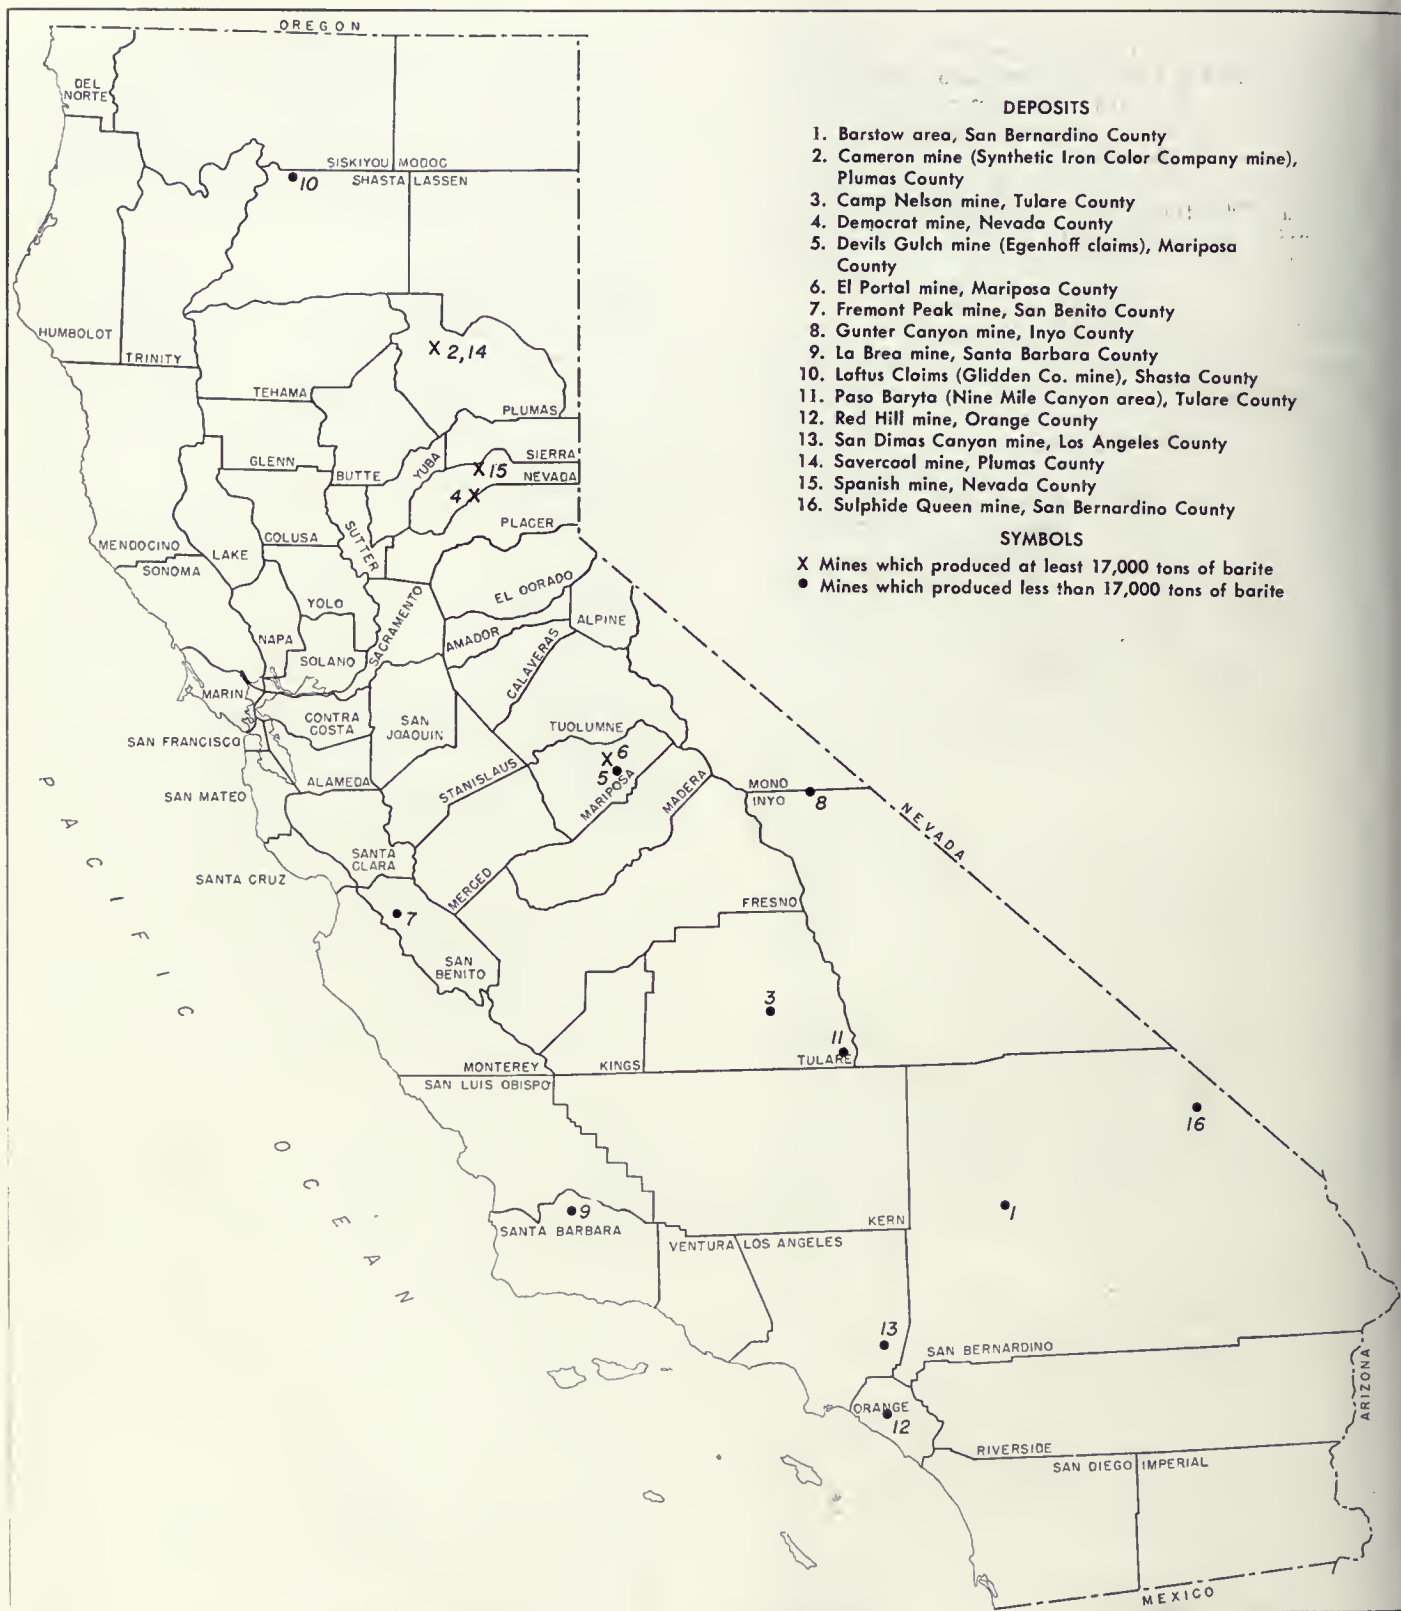 OREGON
DEL
NORTE
SISKIYOU MODOC
SHASTA LASSEN
10
HUMBOLOT
TRINITY
2,14
TEHAMA
PLUMAS
GLENN
BUTTE
YUBA
SIERRA
15
NEVADA
4
SUTTER
PLACER
COLUSA
MENDOCINO
LAKE
SONOMA
EL DORADO
YOLO
SACRAMENTO
ALPINE
NAPA
AMADOR
SOLANO
CALAVERAS
MARIN
CONTRA
COSTA
SAN
JOAQUIN
TUOLUMNE
SAN FRANCISCO
6
5
STANISLAUS
MARIPOSA
MADERA
ALAMEDA
MONO
INYO
8
SAN MATEO
NEVADA
SANTA
CLARA
SANTA CRUZ
MERCED
FRESNO
7
SAN
BENITO
3
11
TULARE
KINGS
MONTEREY
SAN LUIS OBISPO
16
PACIFIC
OCEAN
9
SANTA BARBARA
1
KERN
VENTURA LOS ANGELES
13
SAN BERNARDINO
ORANGE
12
ARIZONA
RIVERSIDE
SAN DIEGO IMPERIAL
MEXICO
DEPOSITS
1. Barstow area, San Bernardino County
2. Cameron mine (Synthetic Iron Color Company mine),
Plumas County
3. Camp Nelsan mine, Tulare County
4. Democrat mine, Nevada County
5. Devils Gulch mine (Egenhoff claims), Mariposa
County
6. El Portal mine, Mariposa County
7. Fremont Peak mine, San Benito County
8. Gunter Canyon mine, Inyo County
9. La Brea mine, Santa Barbara County
10. Loftus Claims (Glidden Co. mine), Shasta County
11. Paso Baryta (Nine Mile Canyon area), Tulare County
12. Red Hill mine, Orange County
13. San Dimas Canyan mine, Los Angeles County
14. Savercoal mine, Plumas County
15. Spanish mine, Nevada County
16. Sulphide Queen mine, San Bernardino County
SYMBOLS
X Mines which produced at least 17,000 tons of barite
● Mines which produced less than 17,000 tons of barite